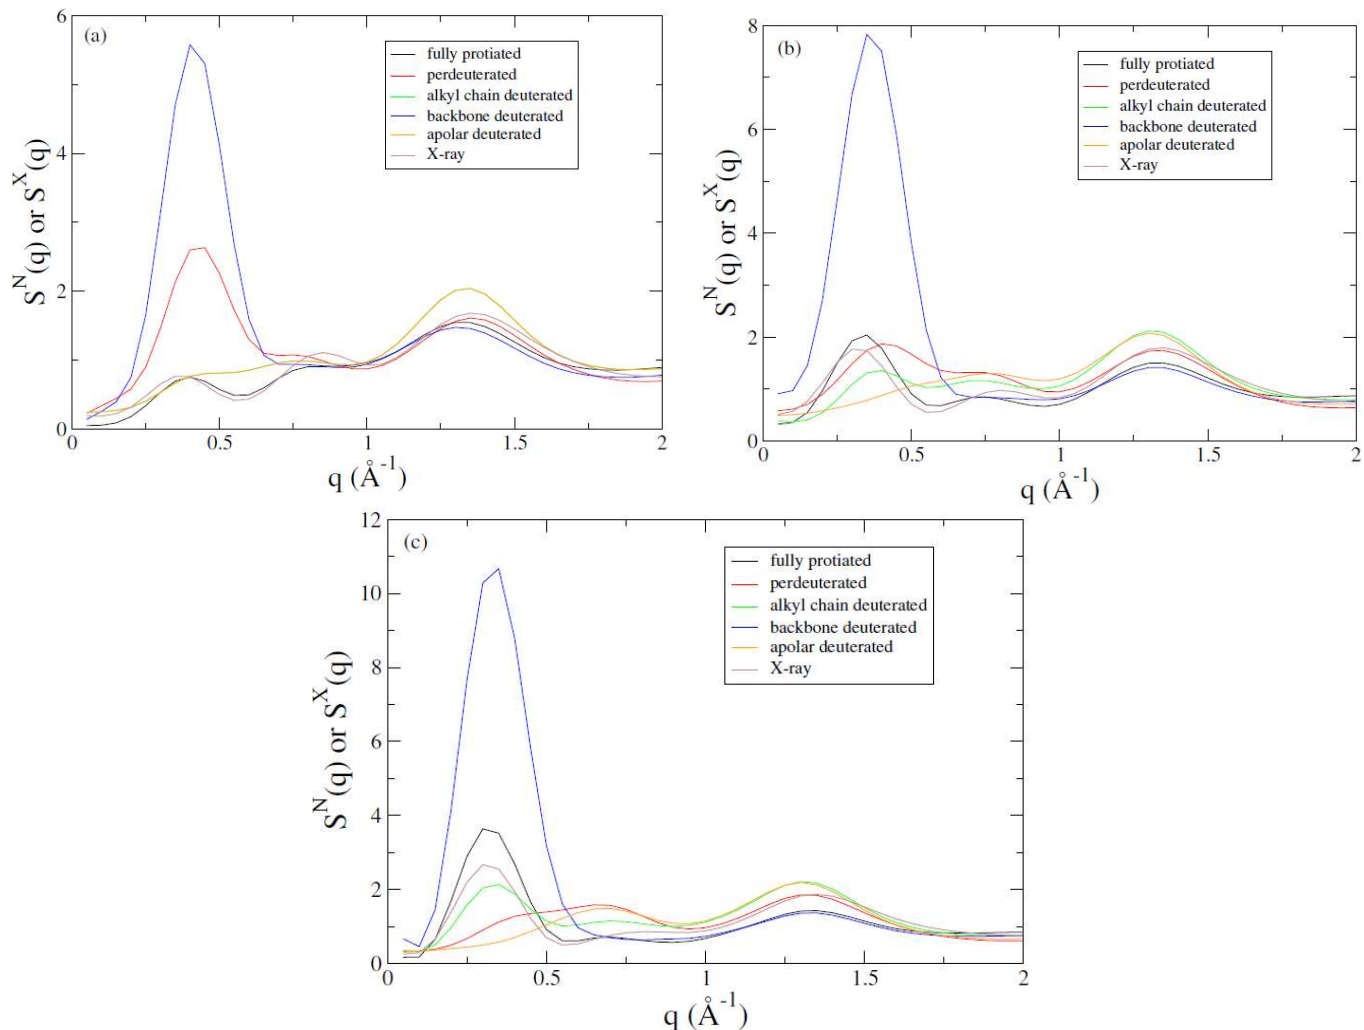 (a)
fully protiated
perdeuterated
alkyl chain deuterated
backbone deuterated
apolar deuterated
X-ray
S^N(q) or S^X(q)
6
4
2
0
0 0.5 1 1.5 2
q (Å^-1)
(b)
fully protiated
perdeuterated
alkyl chain deuterated
backbone deuterated
apolar deuterated
X-ray
S^N(q) or S^X(q)
8
6
4
2
0
0 0.5 1 1.5 2
q (Å^-1)
(c)
fully protiated
perdeuterated
alkyl chain deuterated
backbone deuterated
apolar deuterated
X-ray
S^N(q) or S^X(q)
12
10
8
6
4
2
0
0 0.5 1 1.5 2
q (Å^-1)